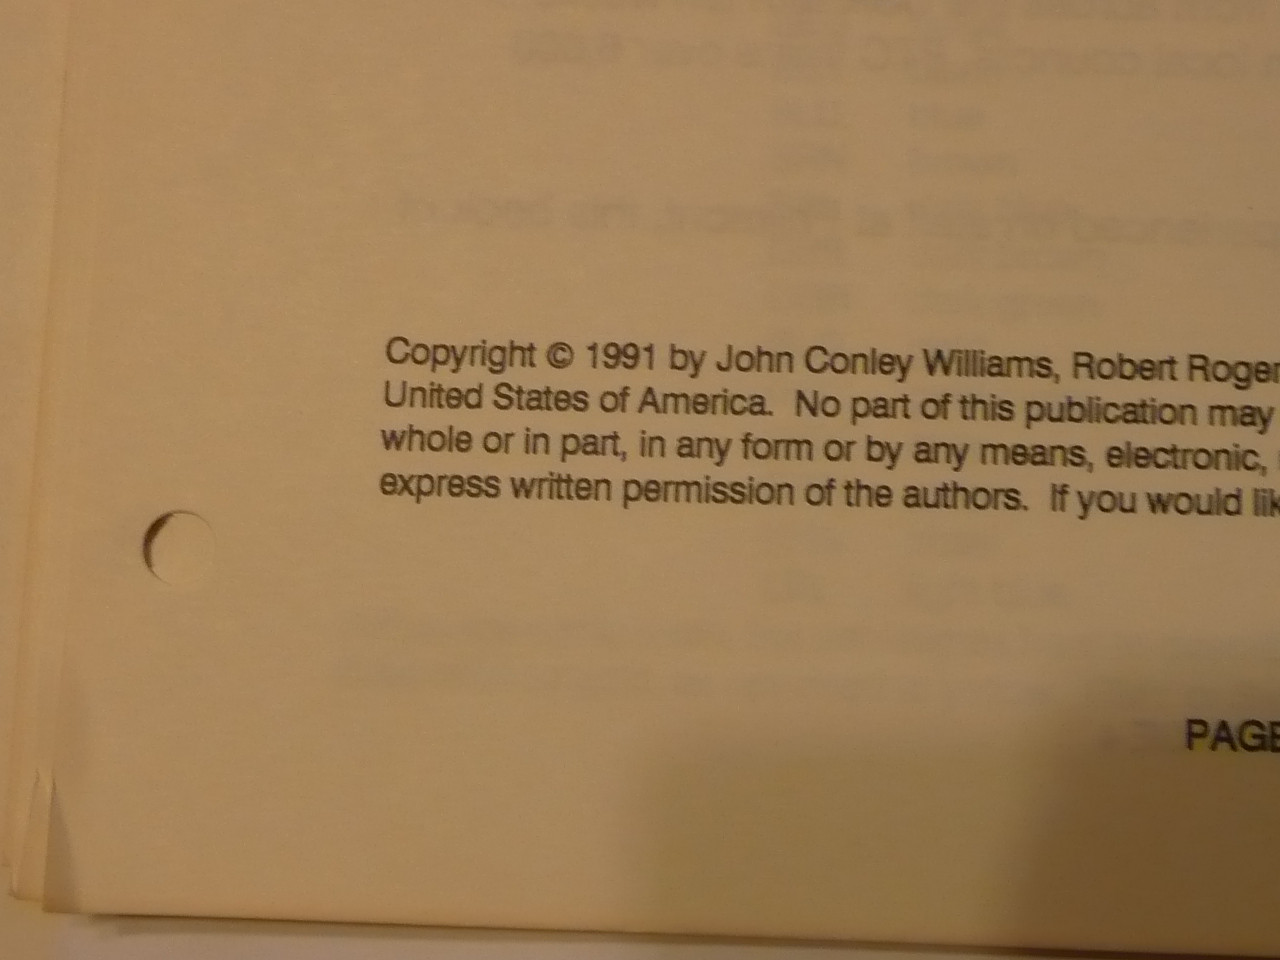 Copyright © 1991 by John Conley Williams, Robert Roger
United States of America. No part of this publication may
whole or in part, in any form or by any means, electronic,
express written permission of the authors. If you would lik
PAGE